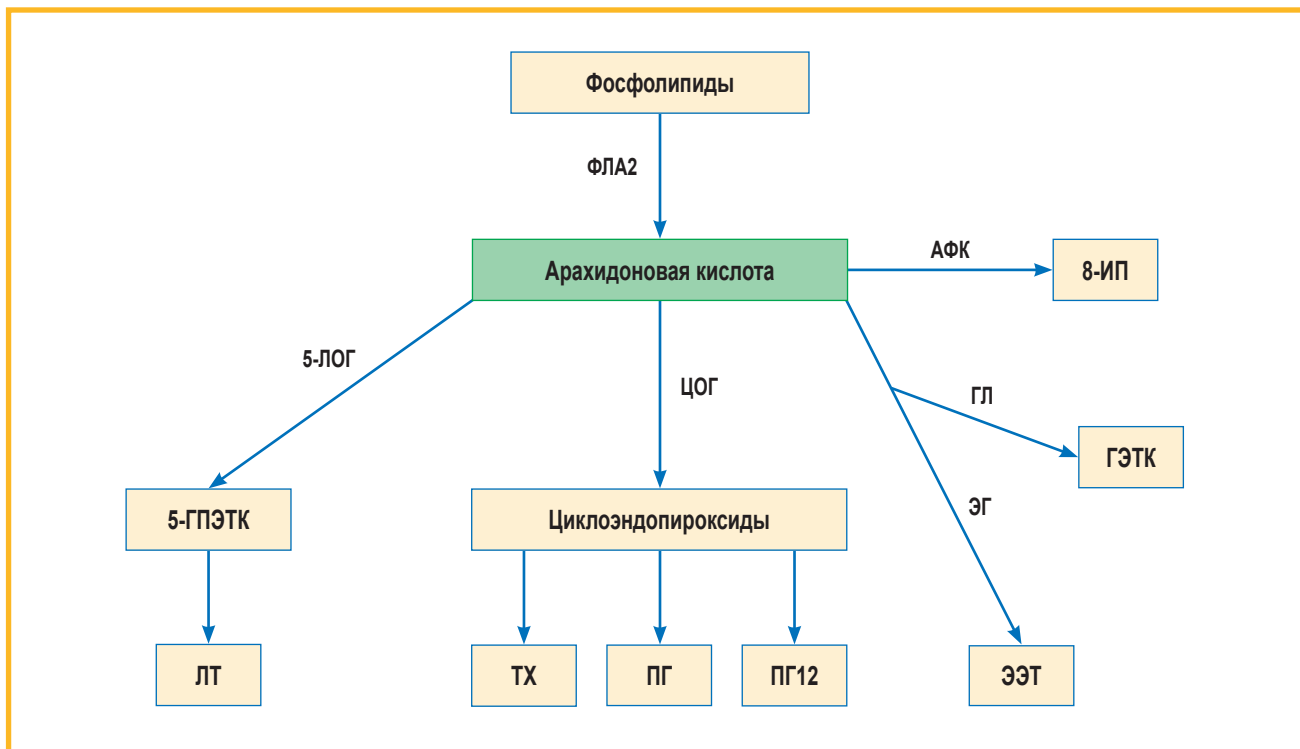 Фосфолипиды
ФЛА2
Арахидоновая кислота
АФК
8-ИП
5-ЛОГ
ЦОГ
ГЛ
ГЭТК
ЭГ
5-ГПЭТК
Циклоэндопироксиды
ЛТ
ТХ
ПГ
ПГ12
ЭЭТ